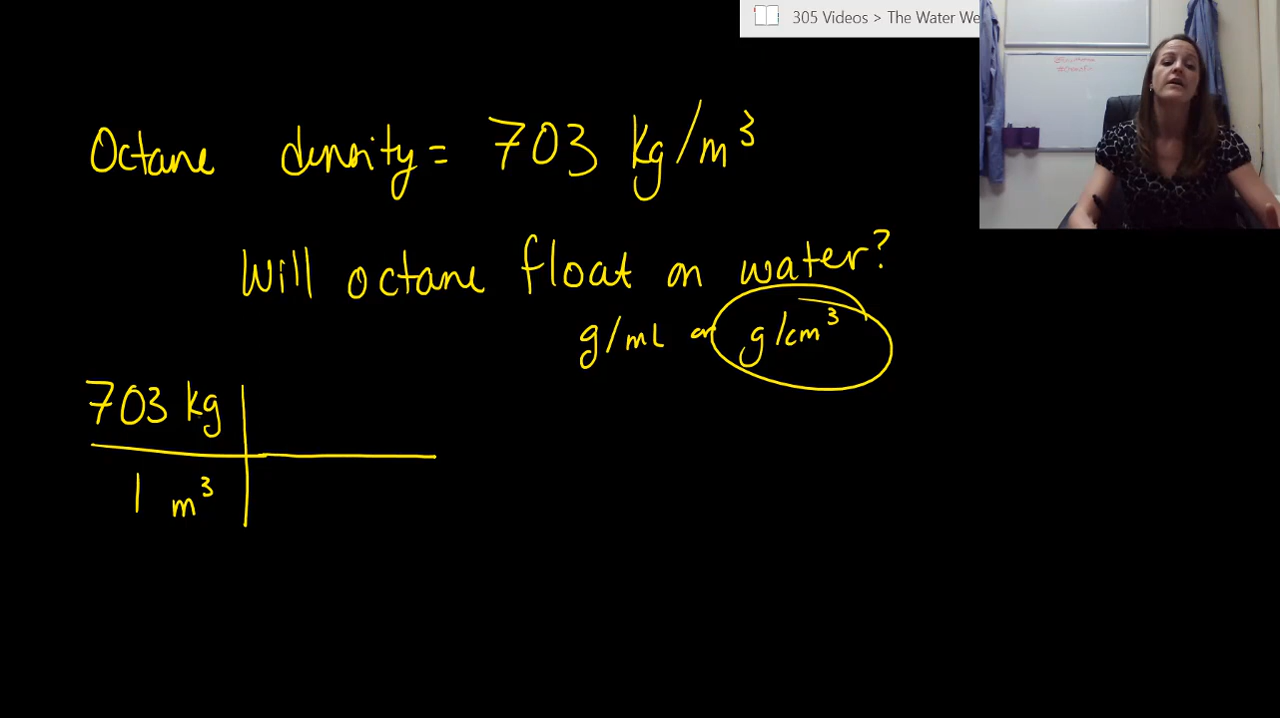 305 Videos > The Water We
Octane density = 703 kg/m³
Will octane float on water?
g/mL or g/cm³
703 kg
1 m³